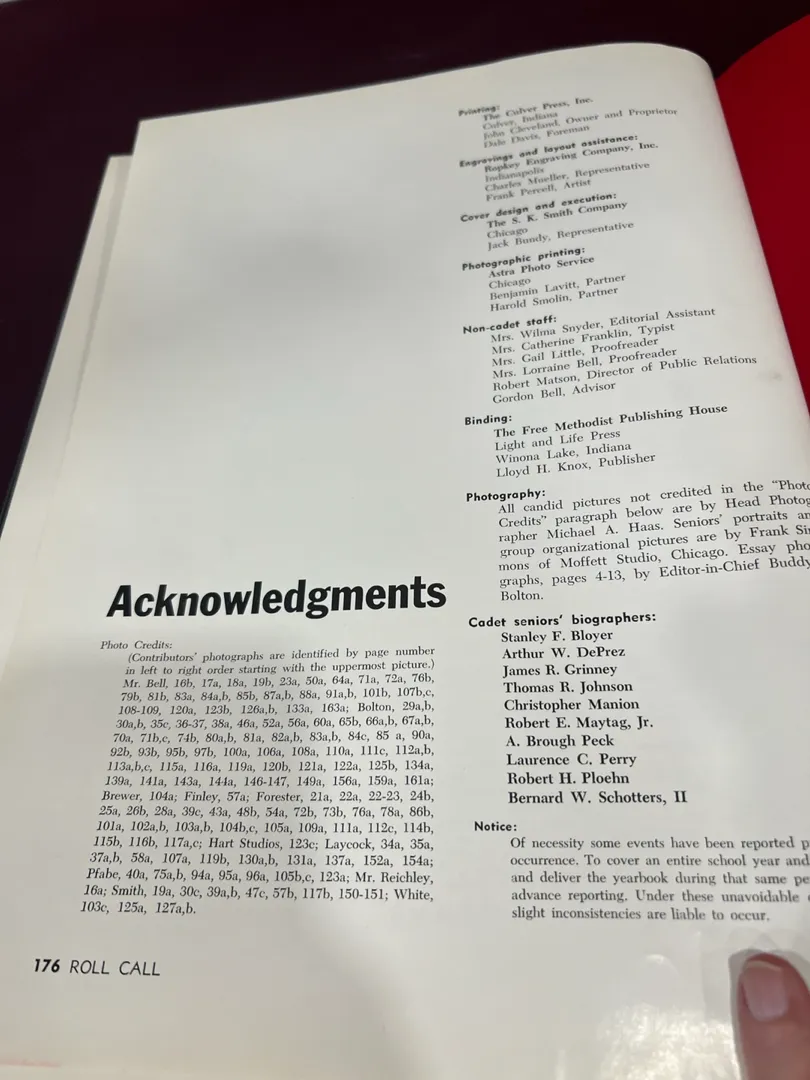 Acknowledgments
Photo Credits:
(Contributors' photographs are identified by page number
in left to right order starting with the uppermost picture.)
Mr. Bell, 16b, 17a, 18a, 19b, 23a, 50a, 64a, 71a, 72a, 76b,
79b, 81b, 83a, 84a,b, 85b, 87a,b, 88a, 91a,b, 101b, 107b,c,
108-109, 120a, 123b, 126a,b, 133a, 163a; Bolton, 29a,b,
30a,b, 35c, 36-37, 38a, 46a, 52a, 56a, 60a, 65b, 66a,b, 67a,b,
70a, 71b,c, 74b, 80a,b, 81a, 82a,b, 83a,b, 84c, 85 a, 90a,
92b, 93b, 95b, 97b, 100a, 106a, 108a, 110a, 111c, 112a,b,
113a,b,c, 115a, 116a, 119a, 120b, 121a, 122a, 125b, 134a,
139a, 141a, 143a, 144a, 146-147, 149a, 156a, 159a, 161a;
Brewer, 104a; Finley, 57a; Forester, 21a, 22a, 22-23, 24b,
25a, 26b, 28a, 39c, 43a, 48b, 54a, 72b, 73b, 76a, 78a, 86b,
101a, 102a,b, 103a,b, 104b,c, 105a, 109a, 111a, 112c, 114b,
115b, 116b, 117a,c; Hart Studios, 123c; Laycock, 34a, 35a,
37a,b, 58a, 107a, 119b, 130a,b, 131a, 137a, 152a, 154a;
Pfabe, 40a, 75a,b, 94a, 95a, 96a, 105b,c, 123a; Mr. Reichley,
16a; Smith, 19a, 30c, 39a,b, 47c, 57b, 117b, 150-151; White,
103c, 125a, 127a,b.
176 ROLL CALL
Printing:
The Culver Press, Inc.
Culver, Indiana
John Cleveland, Owner and Proprietor
Dale Davis, Foreman
Engravings and layout assistance:
Ropkey Engraving Company, Inc.
Indianapolis
Charles Mueller, Representative
Frank Percell, Artist
Cover design and execution:
The S. K. Smith Company
Chicago
Jack Bundy, Representative
Photographic printing:
Astra Photo Service
Chicago
Benjamin Lavitt, Partner
Harold Smolin, Partner
Non-cadet staff:
Mrs. Wilma Snyder, Editorial Assistant
Mrs. Catherine Franklin, Typist
Mrs. Gail Little, Proofreader
Mrs. Lorraine Bell, Proofreader
Robert Matson, Director of Public Relations
Gordon Bell, Advisor
Binding:
The Free Methodist Publishing House
Light and Life Press
Winona Lake, Indiana
Lloyd H. Knox, Publisher
Photography:
All candid pictures not credited in the "Photo
Credits" paragraph below are by Head Photog
rapher Michael A. Haas. Seniors' portraits an
group organizational pictures are by Frank Sim
mons of Moffett Studio, Chicago. Essay pho
graphs, pages 4-13, by Editor-in-Chief Buddy
Bolton.
Cadet seniors' biographers:
Stanley F. Bloyer
Arthur W. DePrez
James R. Grinney
Thomas R. Johnson
Christopher Manion
Robert E. Maytag, Jr.
A. Brough Peck
Laurence C. Perry
Robert H. Ploehn
Bernard W. Schotters, II
Notice:
Of necessity some events have been reported p
occurrence. To cover an entire school year and
and deliver the yearbook during that same pe
advance reporting. Under these unavoidable
slight inconsistencies are liable to occur.